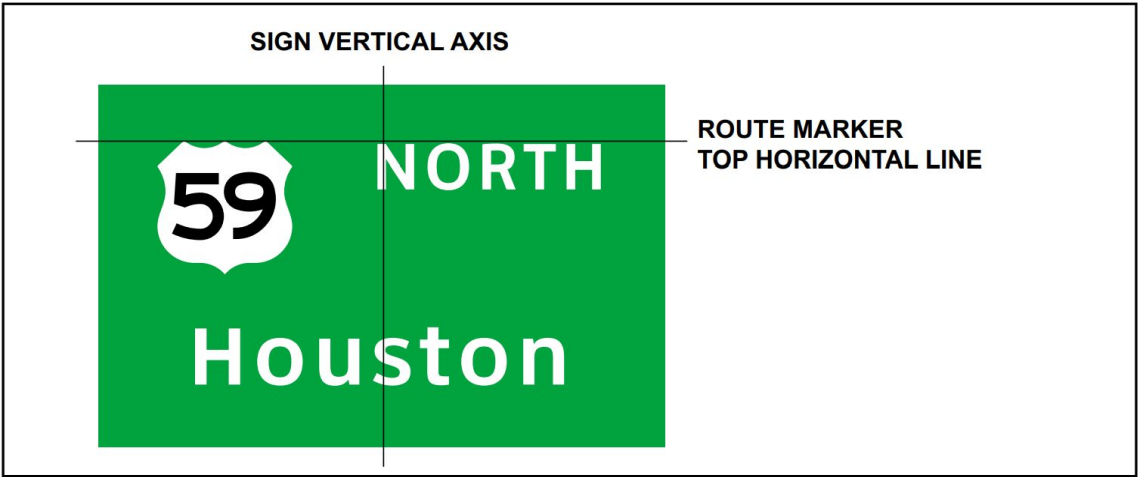 SIGN VERTICAL AXIS
ROUTE MARKER
TOP HORIZONTAL LINE
59 NORTH
Houston